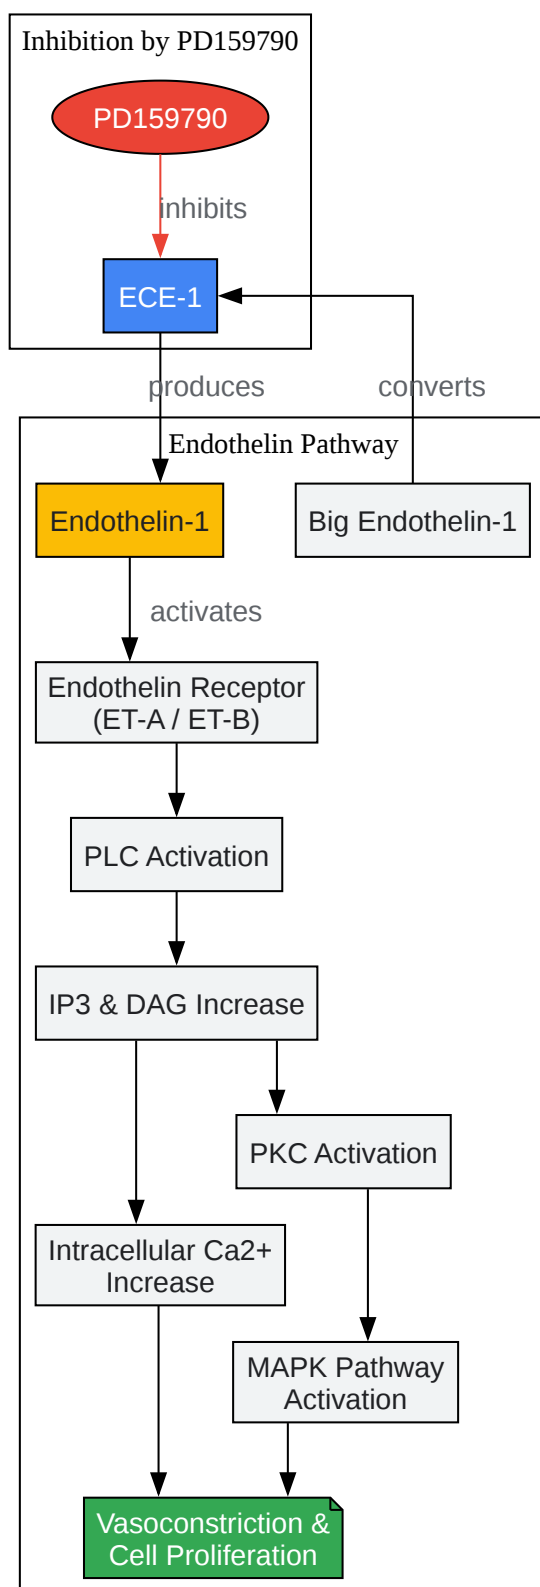 Inhibition by PD159790
PD159790
inhibits
ECE-1
produces
converts
Endothelin Pathway
Endothelin-1
Big Endothelin-1
activates
Endothelin Receptor
(ET-A / ET-B)
PLC Activation
IP3 & DAG Increase
PKC Activation
Intracellular Ca2+
Increase
MAPK Pathway
Activation
Vasoconstriction &
Cell Proliferation